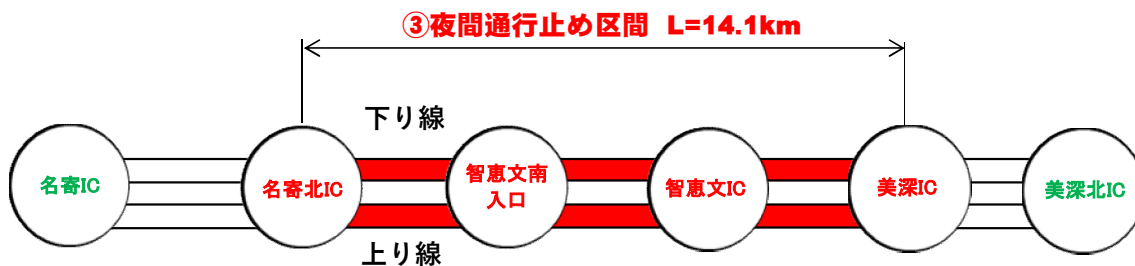 ③夜間通行止め区間 L=14.1km
下り線
名寄IC
名寄北IC
智恵文南
入口
智恵文IC
美深IC
美深北IC
上り線